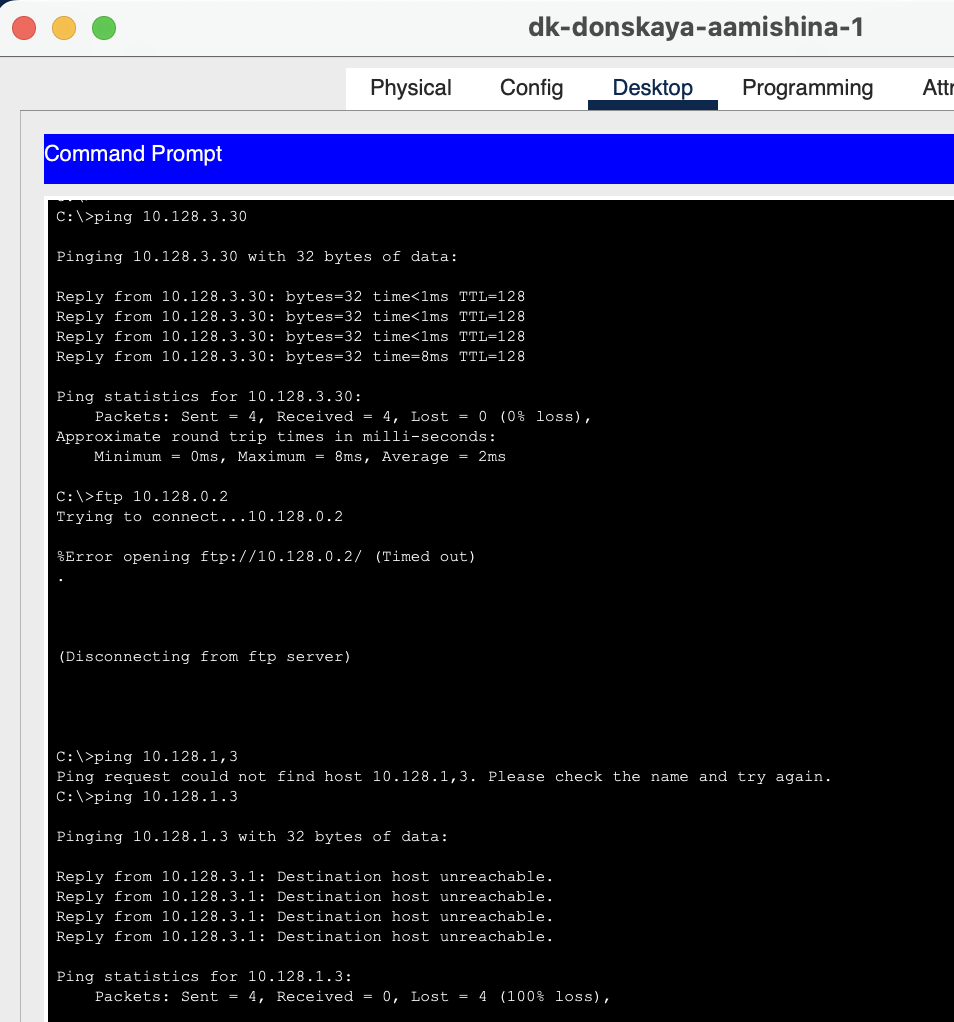 dk-donskaya-aamishina-1
Physical Config Desktop Programming
Command Prompt
C:\>ping 10.128.3.30
Pinging 10.128.3.30 with 32 bytes of data:
Reply from 10.128.3.30: bytes=32 time<1ms TTL=128
Reply from 10.128.3.30: bytes=32 time<1ms TTL=128
Reply from 10.128.3.30: bytes=32 time<1ms TTL=128
Reply from 10.128.3.30: bytes=32 time=8ms TTL=128
Ping statistics for 10.128.3.30:
Packets: Sent = 4, Received = 4, Lost = 0 (0% loss),
Approximate round trip times in milli-seconds:
Minimum = 0ms, Maximum = 8ms, Average = 2ms
C:\>ftp 10.128.0.2
Trying to connect...10.128.0.2
%Error opening ftp://10.128.0.2/ (Timed out)
.
(Disconnecting from ftp server)
C:\>ping 10.128.1,3
Ping request could not find host 10.128.1,3. Please check the name and try again.
C:\>ping 10.128.1.3
Pinging 10.128.1.3 with 32 bytes of data:
Reply from 10.128.3.1: Destination host unreachable.
Reply from 10.128.3.1: Destination host unreachable.
Reply from 10.128.3.1: Destination host unreachable.
Reply from 10.128.3.1: Destination host unreachable.
Ping statistics for 10.128.1.3:
Packets: Sent = 4, Received = 0, Lost = 4 (100% loss),